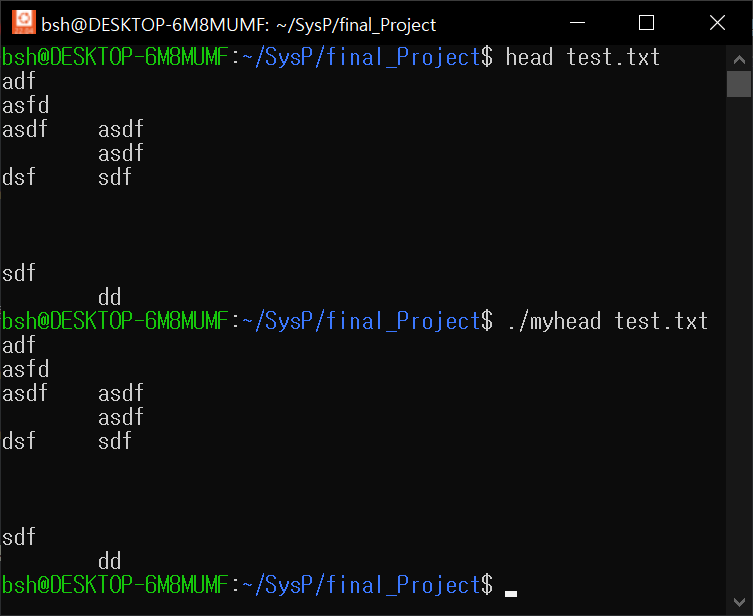 bsh@DESKTOP-6M8MUMF: ~/SysP/final_Project
bsh@DESKTOP-6M8MUMF:~/SysP/final_Project$ head test.txt
adf
asfd
asdf    asdf
        asdf
dsf     sdf



sdf
        dd
bsh@DESKTOP-6M8MUMF:~/SysP/final_Project$ ./myhead test.txt
adf
asfd
asdf    asdf
        asdf
dsf     sdf



sdf
        dd
bsh@DESKTOP-6M8MUMF:~/SysP/final_Project$